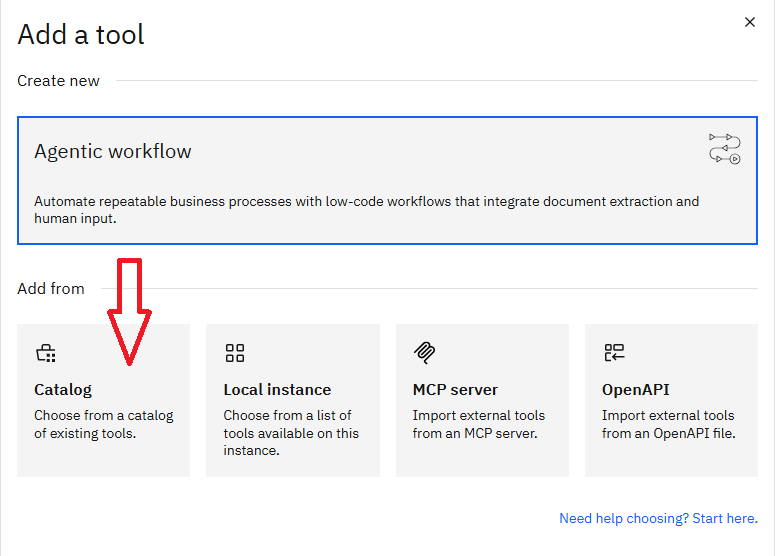 Add a tool
Create new
Agentic workflow
Automate repeatable business processes with low-code workflows that integrate document extraction and
human input.
Add from
Catalog
Choose from a catalog
of existing tools.
Local instance
Choose from a list of
tools available on this
instance.
MCP server
Import external tools
from an MCP server.
OpenAPI
Import external tools
from an OpenAPI file.
Need help choosing? Start here.